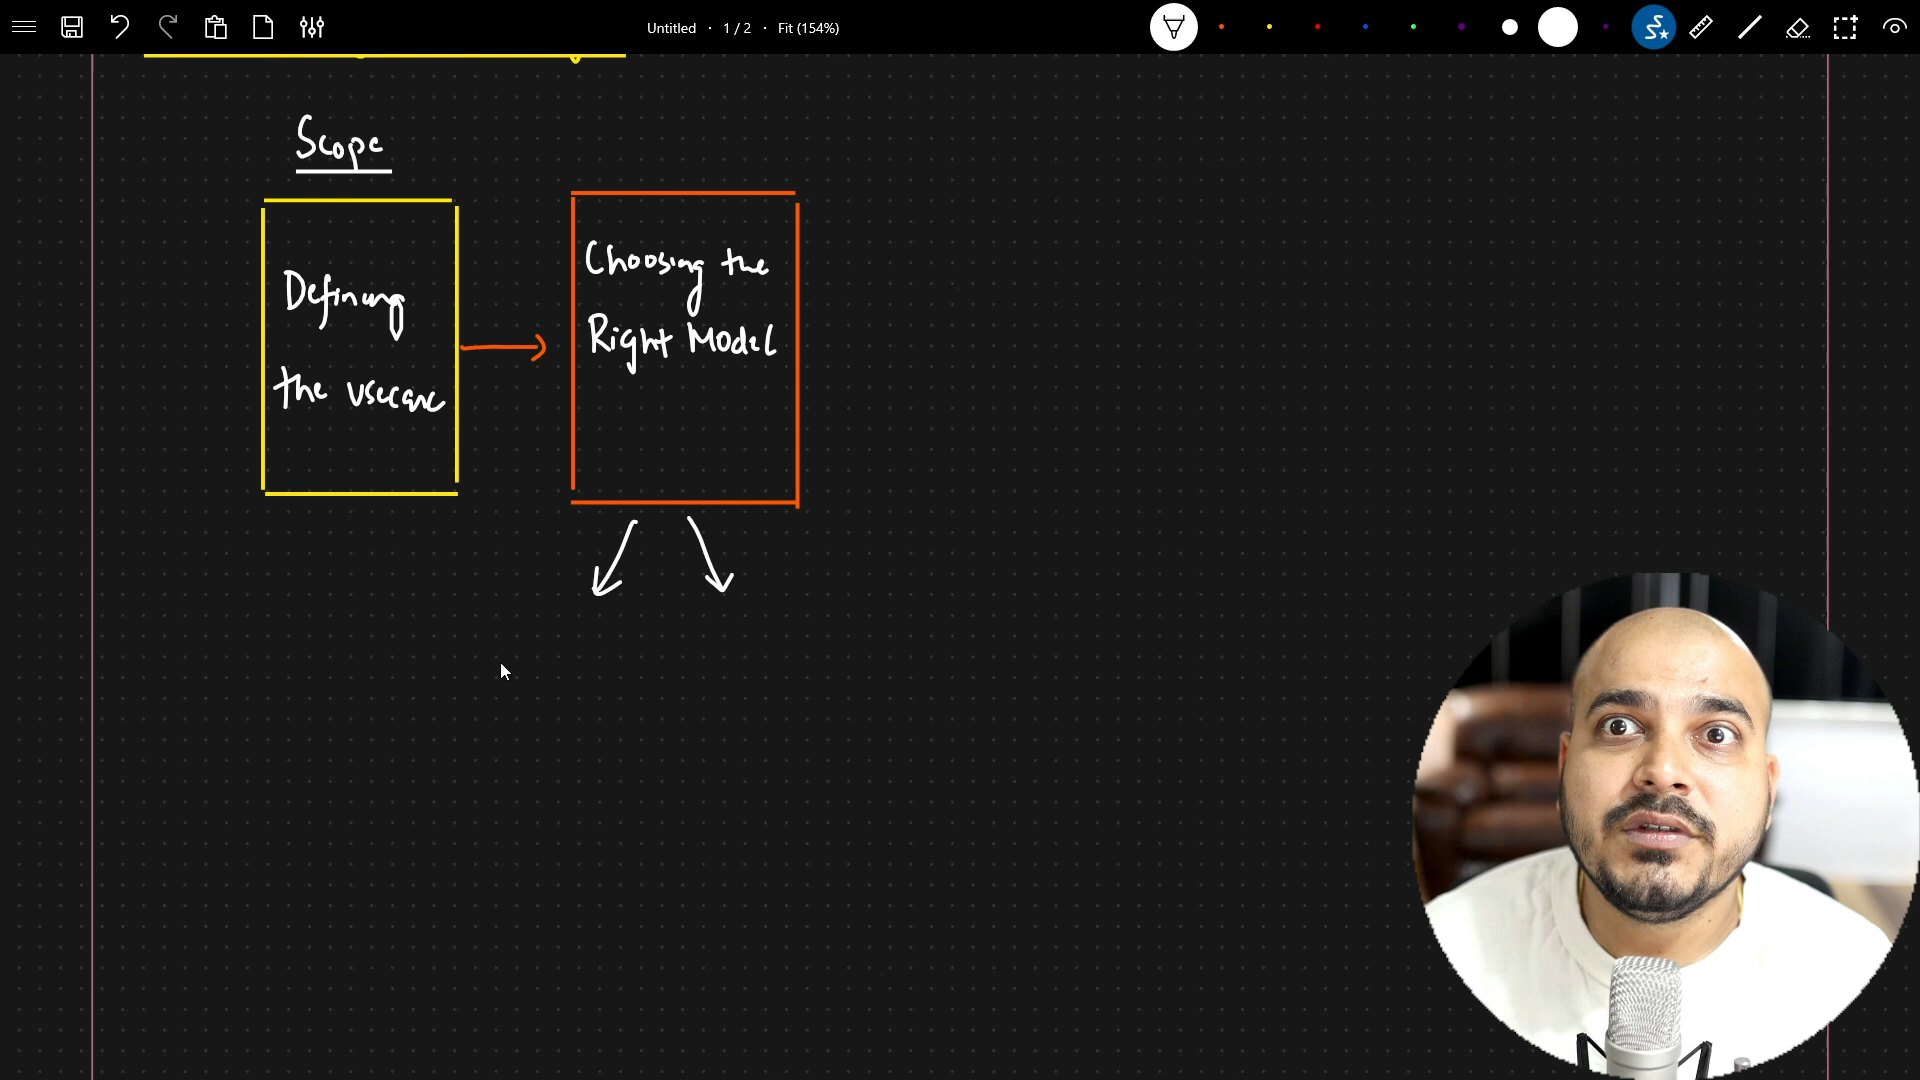 Untitled · 1 / 2 · Fit (154%)
Scope
Defining
the usecase
Choosing the
Right Model